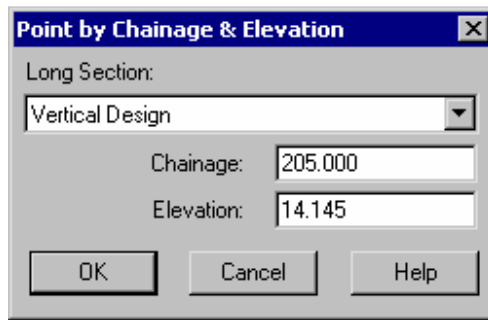 Point by Chainage & Elevation
Long Section:
Vertical Design
Chainage: 205.000
Elevation: 14.145
OK Cancel Help